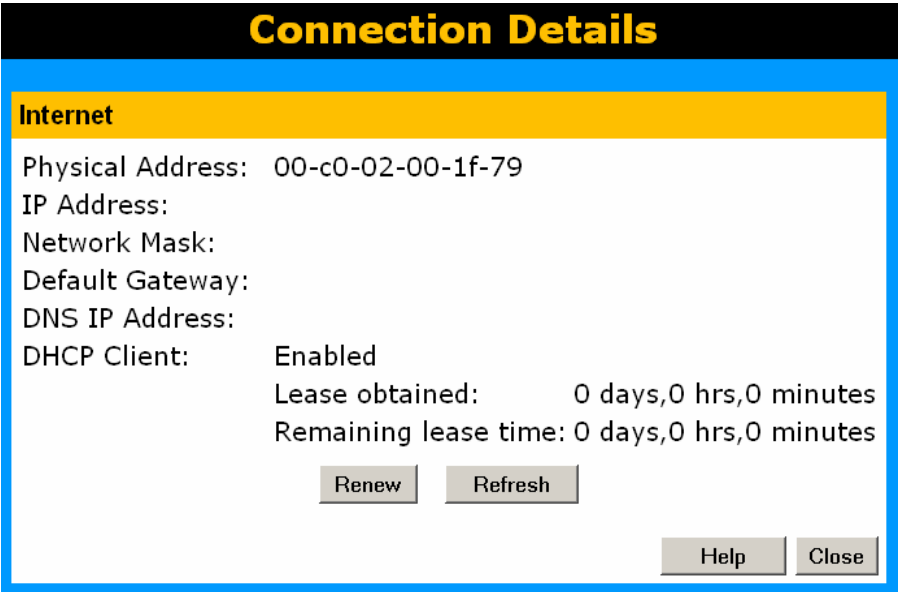 Connection Details
Internet
Physical Address: 00-c0-02-00-1f-79
IP Address:
Network Mask:
Default Gateway:
DNS IP Address:
DHCP Client: Enabled
Lease obtained: 0 days,0 hrs,0 minutes
Remaining lease time: 0 days,0 hrs,0 minutes
Renew Refresh
Help Close